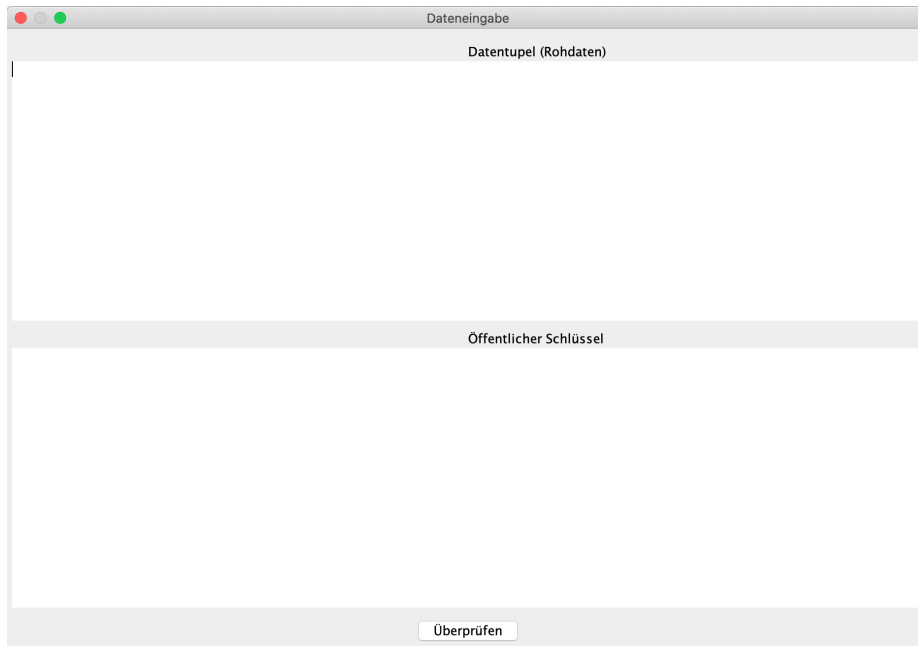 Dateneingabe
Datentupel (Rohdaten)
Öffentlicher Schlüssel
Überprüfen